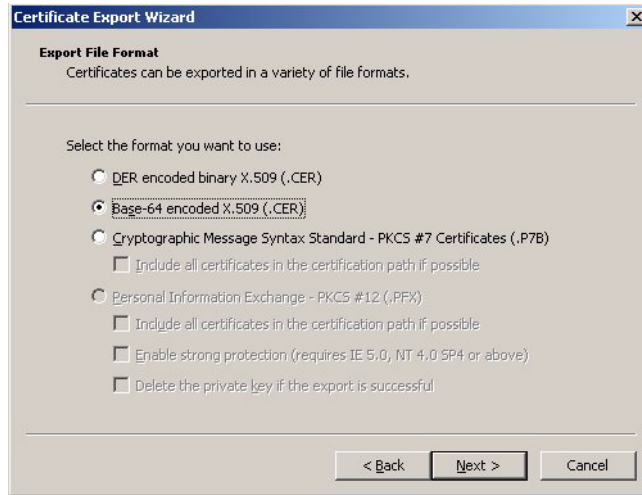 Certificate Export Wizard
Export File Format
Certificates can be exported in a variety of file formats.
Select the format you want to use:
DER encoded binary X.509 (.CER)
Base-64 encoded X.509 (.CER)
Cryptographic Message Syntax Standard - PKCS #7 Certificates (.P7B)
Include all certificates in the certification path if possible
Personal Information Exchange - PKCS #12 (.PFX)
Include all certificates in the certification path if possible
Enable strong protection (requires IE 5.0, NT 4.0 SP4 or above)
Delete the private key if the export is successful
< Back Next > Cancel